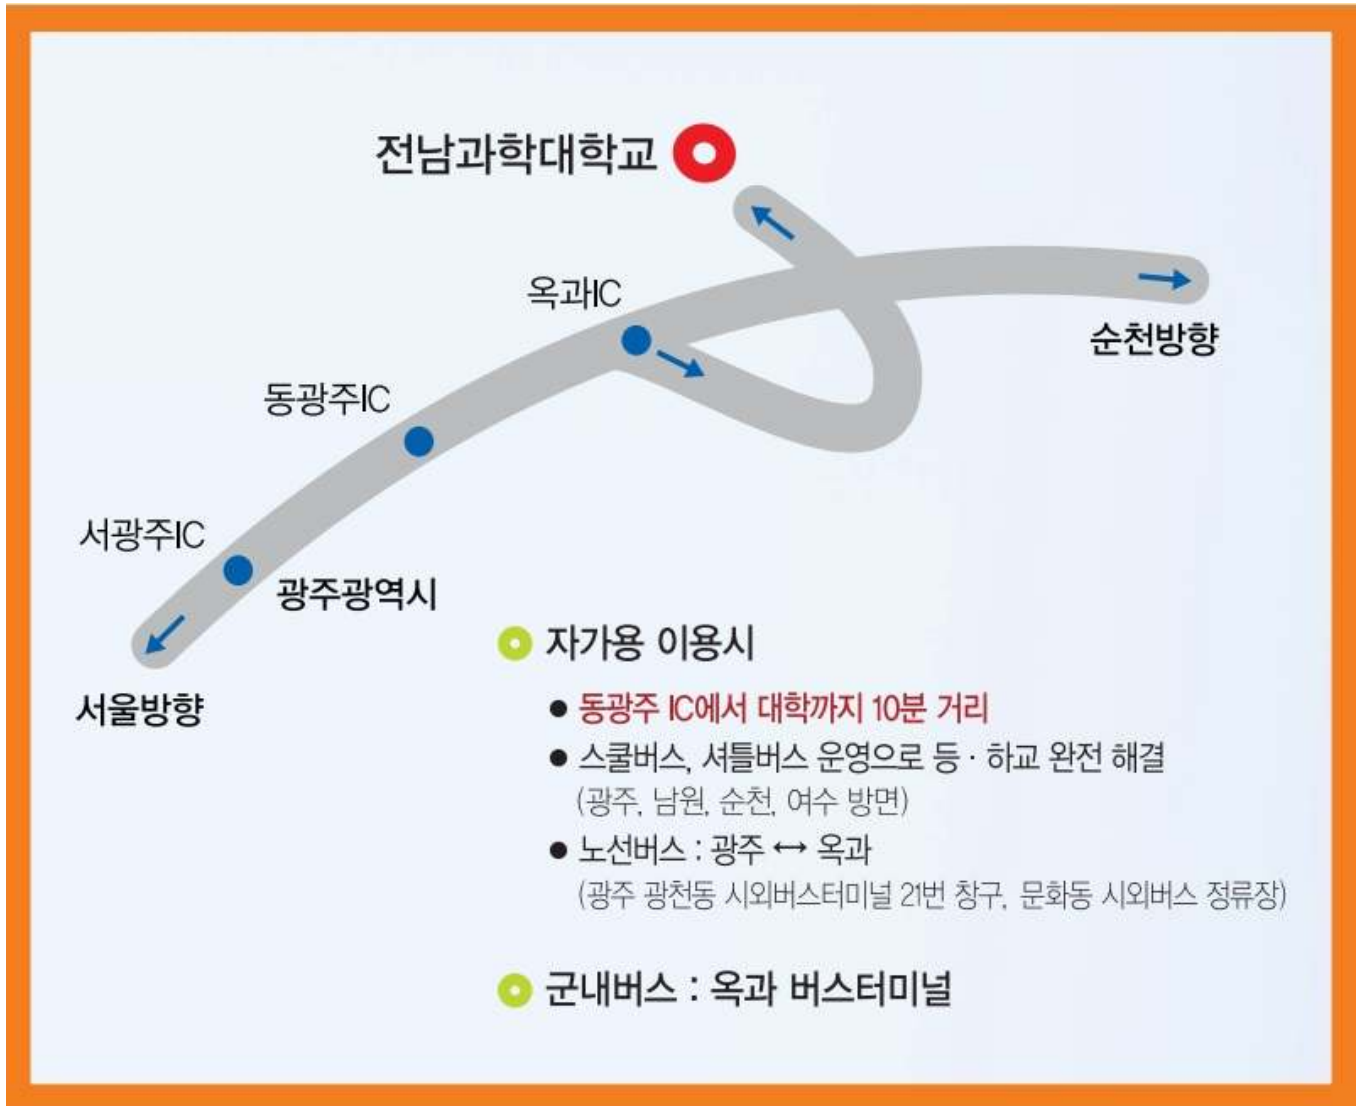 전남과학대학교
옥과IC
순천방향
동광주IC
서광주IC
광주광역시
서울방향
자가용 이용시
● 동광주 IC에서 대학까지 10분 거리
● 스쿨버스, 셔틀버스 운영으로 등 · 하교 완전 해결
(광주, 남원, 순천, 여수 방면)
● 노선버스 : 광주 ↔ 옥과
(광주 광천동 시외버스터미널 21번 창구, 문화동 시외버스 정류장)
군내버스 : 옥과 버스터미널